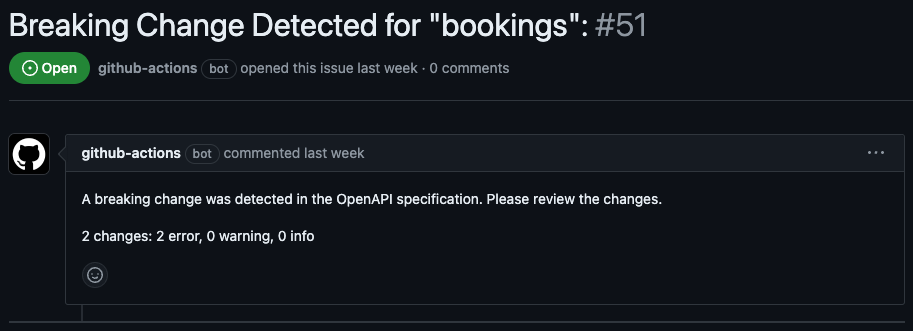 Breaking Change Detected for "bookings": #51
Open github-actions bot opened this issue last week · 0 comments
github-actions bot commented last week ...
A breaking change was detected in the OpenAPI specification. Please review the changes.
2 changes: 2 error, 0 warning, 0 info